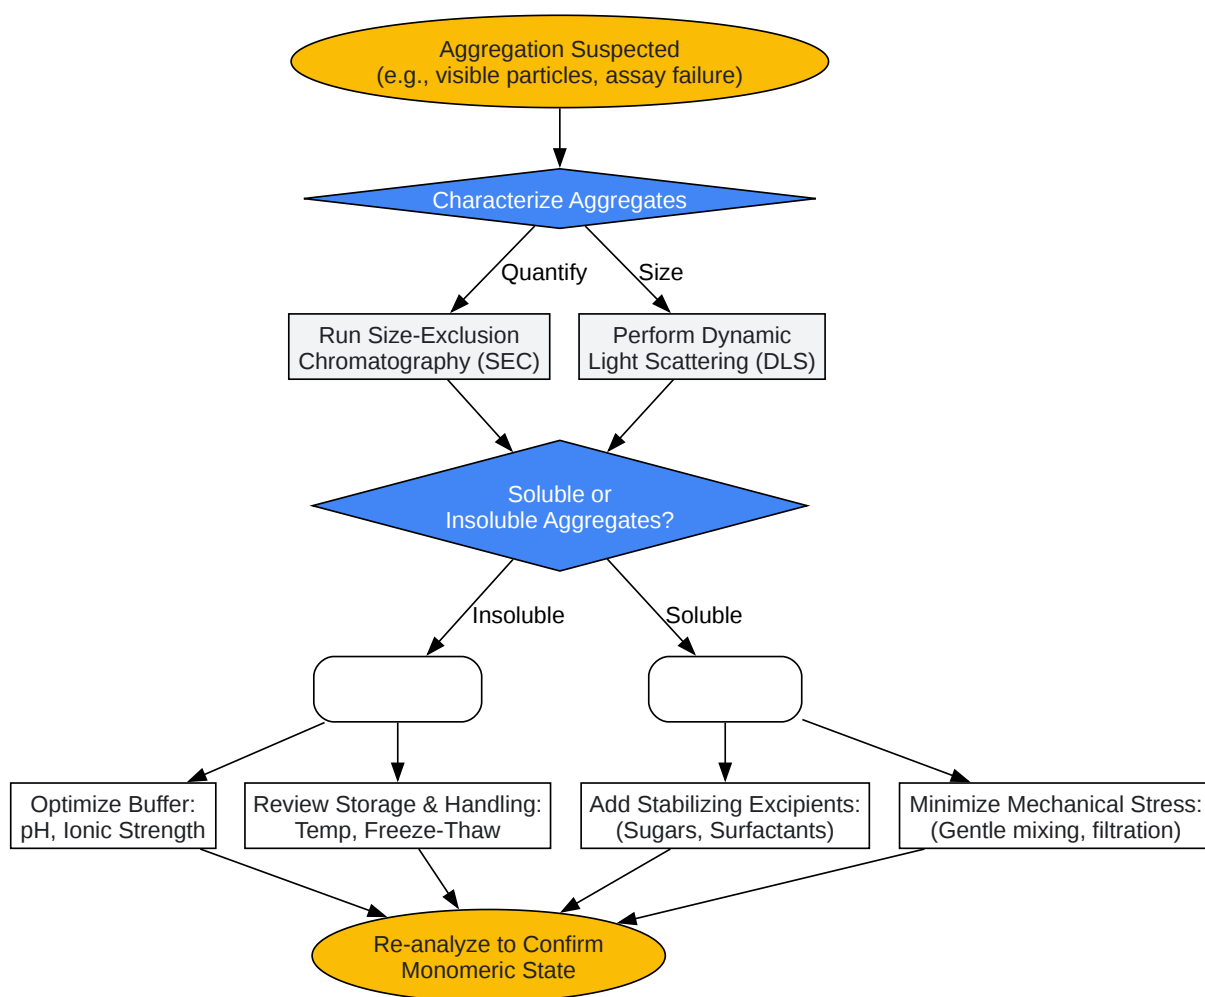 Aggregation Suspected
(e.g., visible particles, assay failure)
Characterize Aggregates
Quantify
Size
Run Size-Exclusion
Chromatography (SEC)
Perform Dynamic
Light Scattering (DLS)
Soluble or
Insoluble Aggregates?
Insoluble
Soluble
Optimize Buffer:
pH, Ionic Strength
Review Storage & Handling:
Temp, Freeze-Thaw
Add Stabilizing Excipients:
(Sugars, Surfactants)
Minimize Mechanical Stress:
(Gentle mixing, filtration)
Re-analyze to Confirm
Monomeric State